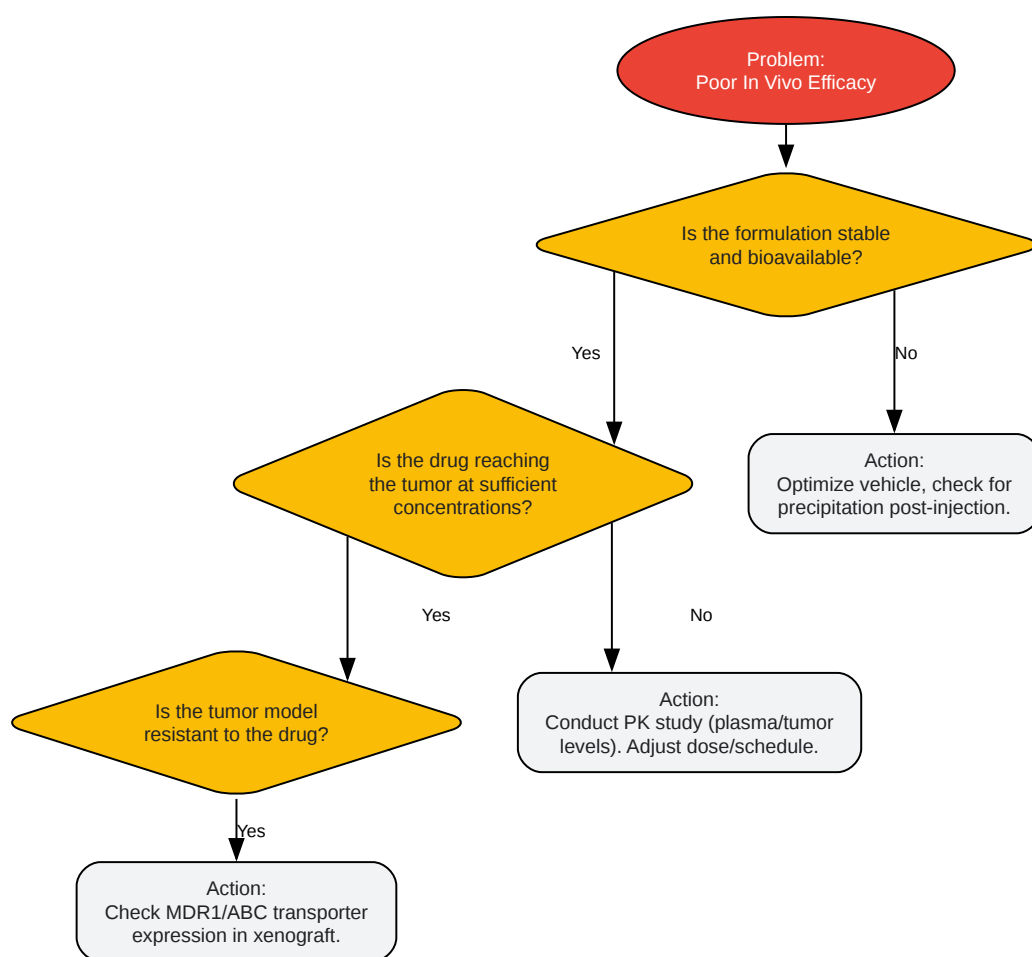 Problem:
Poor In Vivo Efficacy
Is the formulation stable
and bioavailable?
Yes
No
Is the drug reaching
the tumor at sufficient
concentrations?
Action:
Optimize vehicle, check for
precipitation post-injection.
Yes
No
Is the tumor model
resistant to the drug?
Action:
Conduct PK study (plasma/tumor
levels). Adjust dose/schedule.
Yes
Action:
Check MDR1/ABC transporter
expression in xenograft.